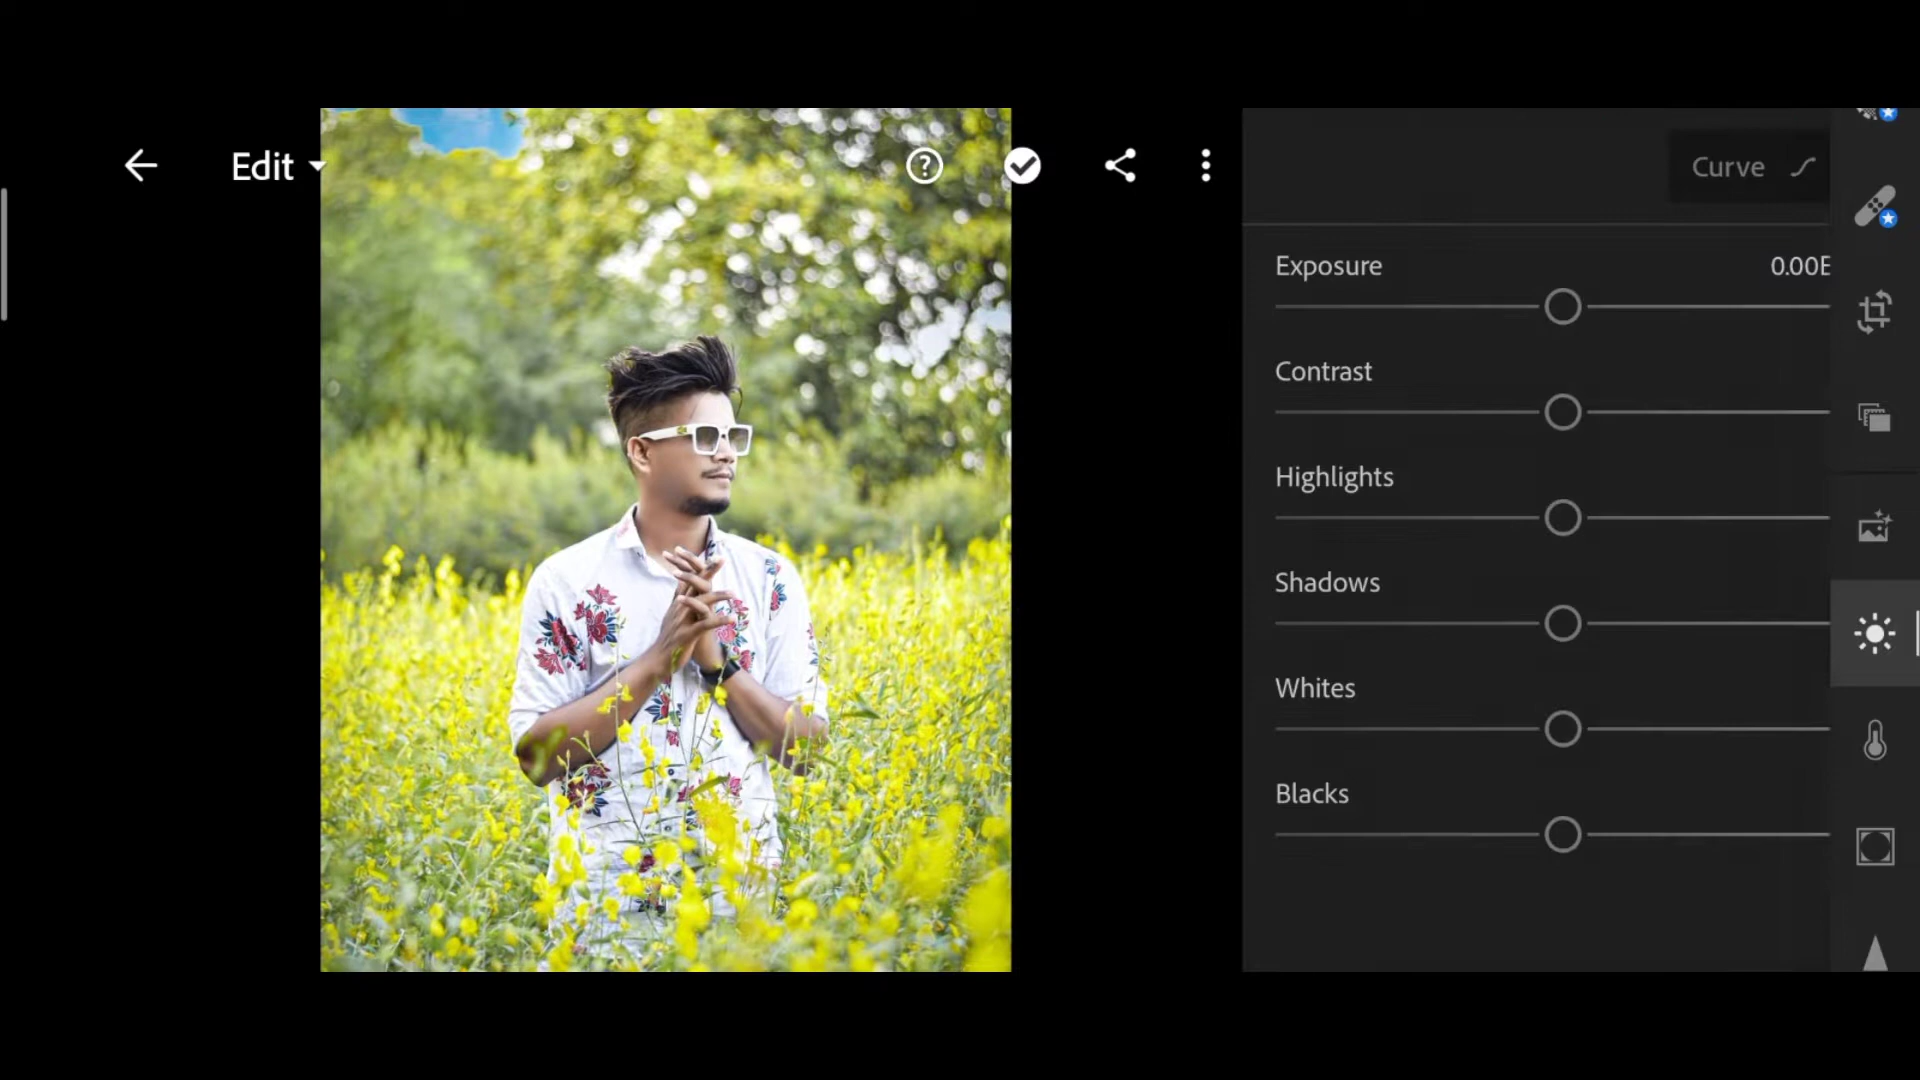 Edit
Curve
Exposure 0.00E
Contrast
Highlights
Shadows
Whites
Blacks